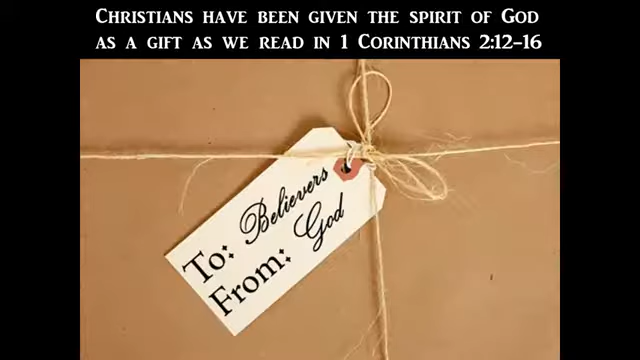 Christians have been given the spirit of God
as a gift as we read in 1 Corinthians 2:12-16
To: Believers
From: God